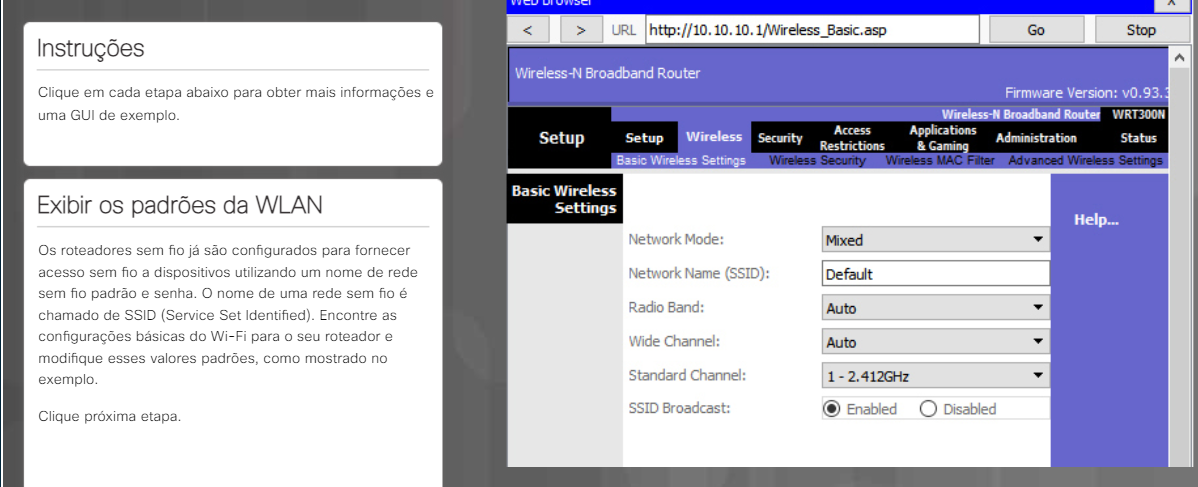 Instruções
Clique em cada etapa abaixo para obter mais informações e
uma GUI de exemplo.
Exibir os padrões da WLAN
Os roteadores sem fio já são configurados para fornecer
acesso sem fio a dispositivos utilizando um nome de rede
sem fio padrão e senha. O nome de uma rede sem fio é
chamado de SSID (Service Set Identified). Encontre as
configurações básicas do Wi-Fi para o seu roteador e
modifique esses valores padrões, como mostrado no
exemplo.
Clique próxima etapa.
Web Browser X
< > URL http://10.10.10.1/Wireless_Basic.asp Go Stop
Wireless-N Broadband Router
Firmware Version: v0.93.3
Wireless-N Broadband Router WRT300N
Setup Setup Wireless Security Access Restrictions Applications & Gaming Administration Status
Basic Wireless Settings Wireless Security Wireless MAC Filter Advanced Wireless Settings
Basic Wireless
Settings
Help...
Network Mode: Mixed
Network Name (SSID): Default
Radio Band: Auto
Wide Channel: Auto
Standard Channel: 1 - 2.412GHz
SSID Broadcast: Enabled Disabled